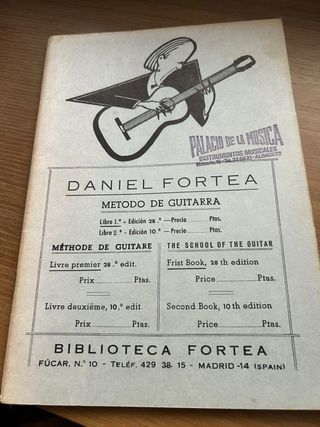 PALACIO DE LA MUSICA
INSTRUMENTOS MUSICALES
DANIEL FORTEA
METODO DE GUITARRA
Libro 1.º - Edición 28.ª — Precio Ptas.
Libro 2.º - Edición 10.ª — Precio Ptas.
MÉTHODE DE GUITARE
Livre premier 28.ª edit.
Prix Ptas.
Livre deuxiême, 10.ª edit.
Prix Ptas.
THE SCHOOL OF THE GUITAR
Frist Book, 28 th edition
Price Ptas.
Second Book, 10 th edition
Price Ptas.
BIBLIOTECA FORTEA
FÚCAR, N.º 10 - TELÉF. 429 38 15 - MADRID-14 (SPAIN)